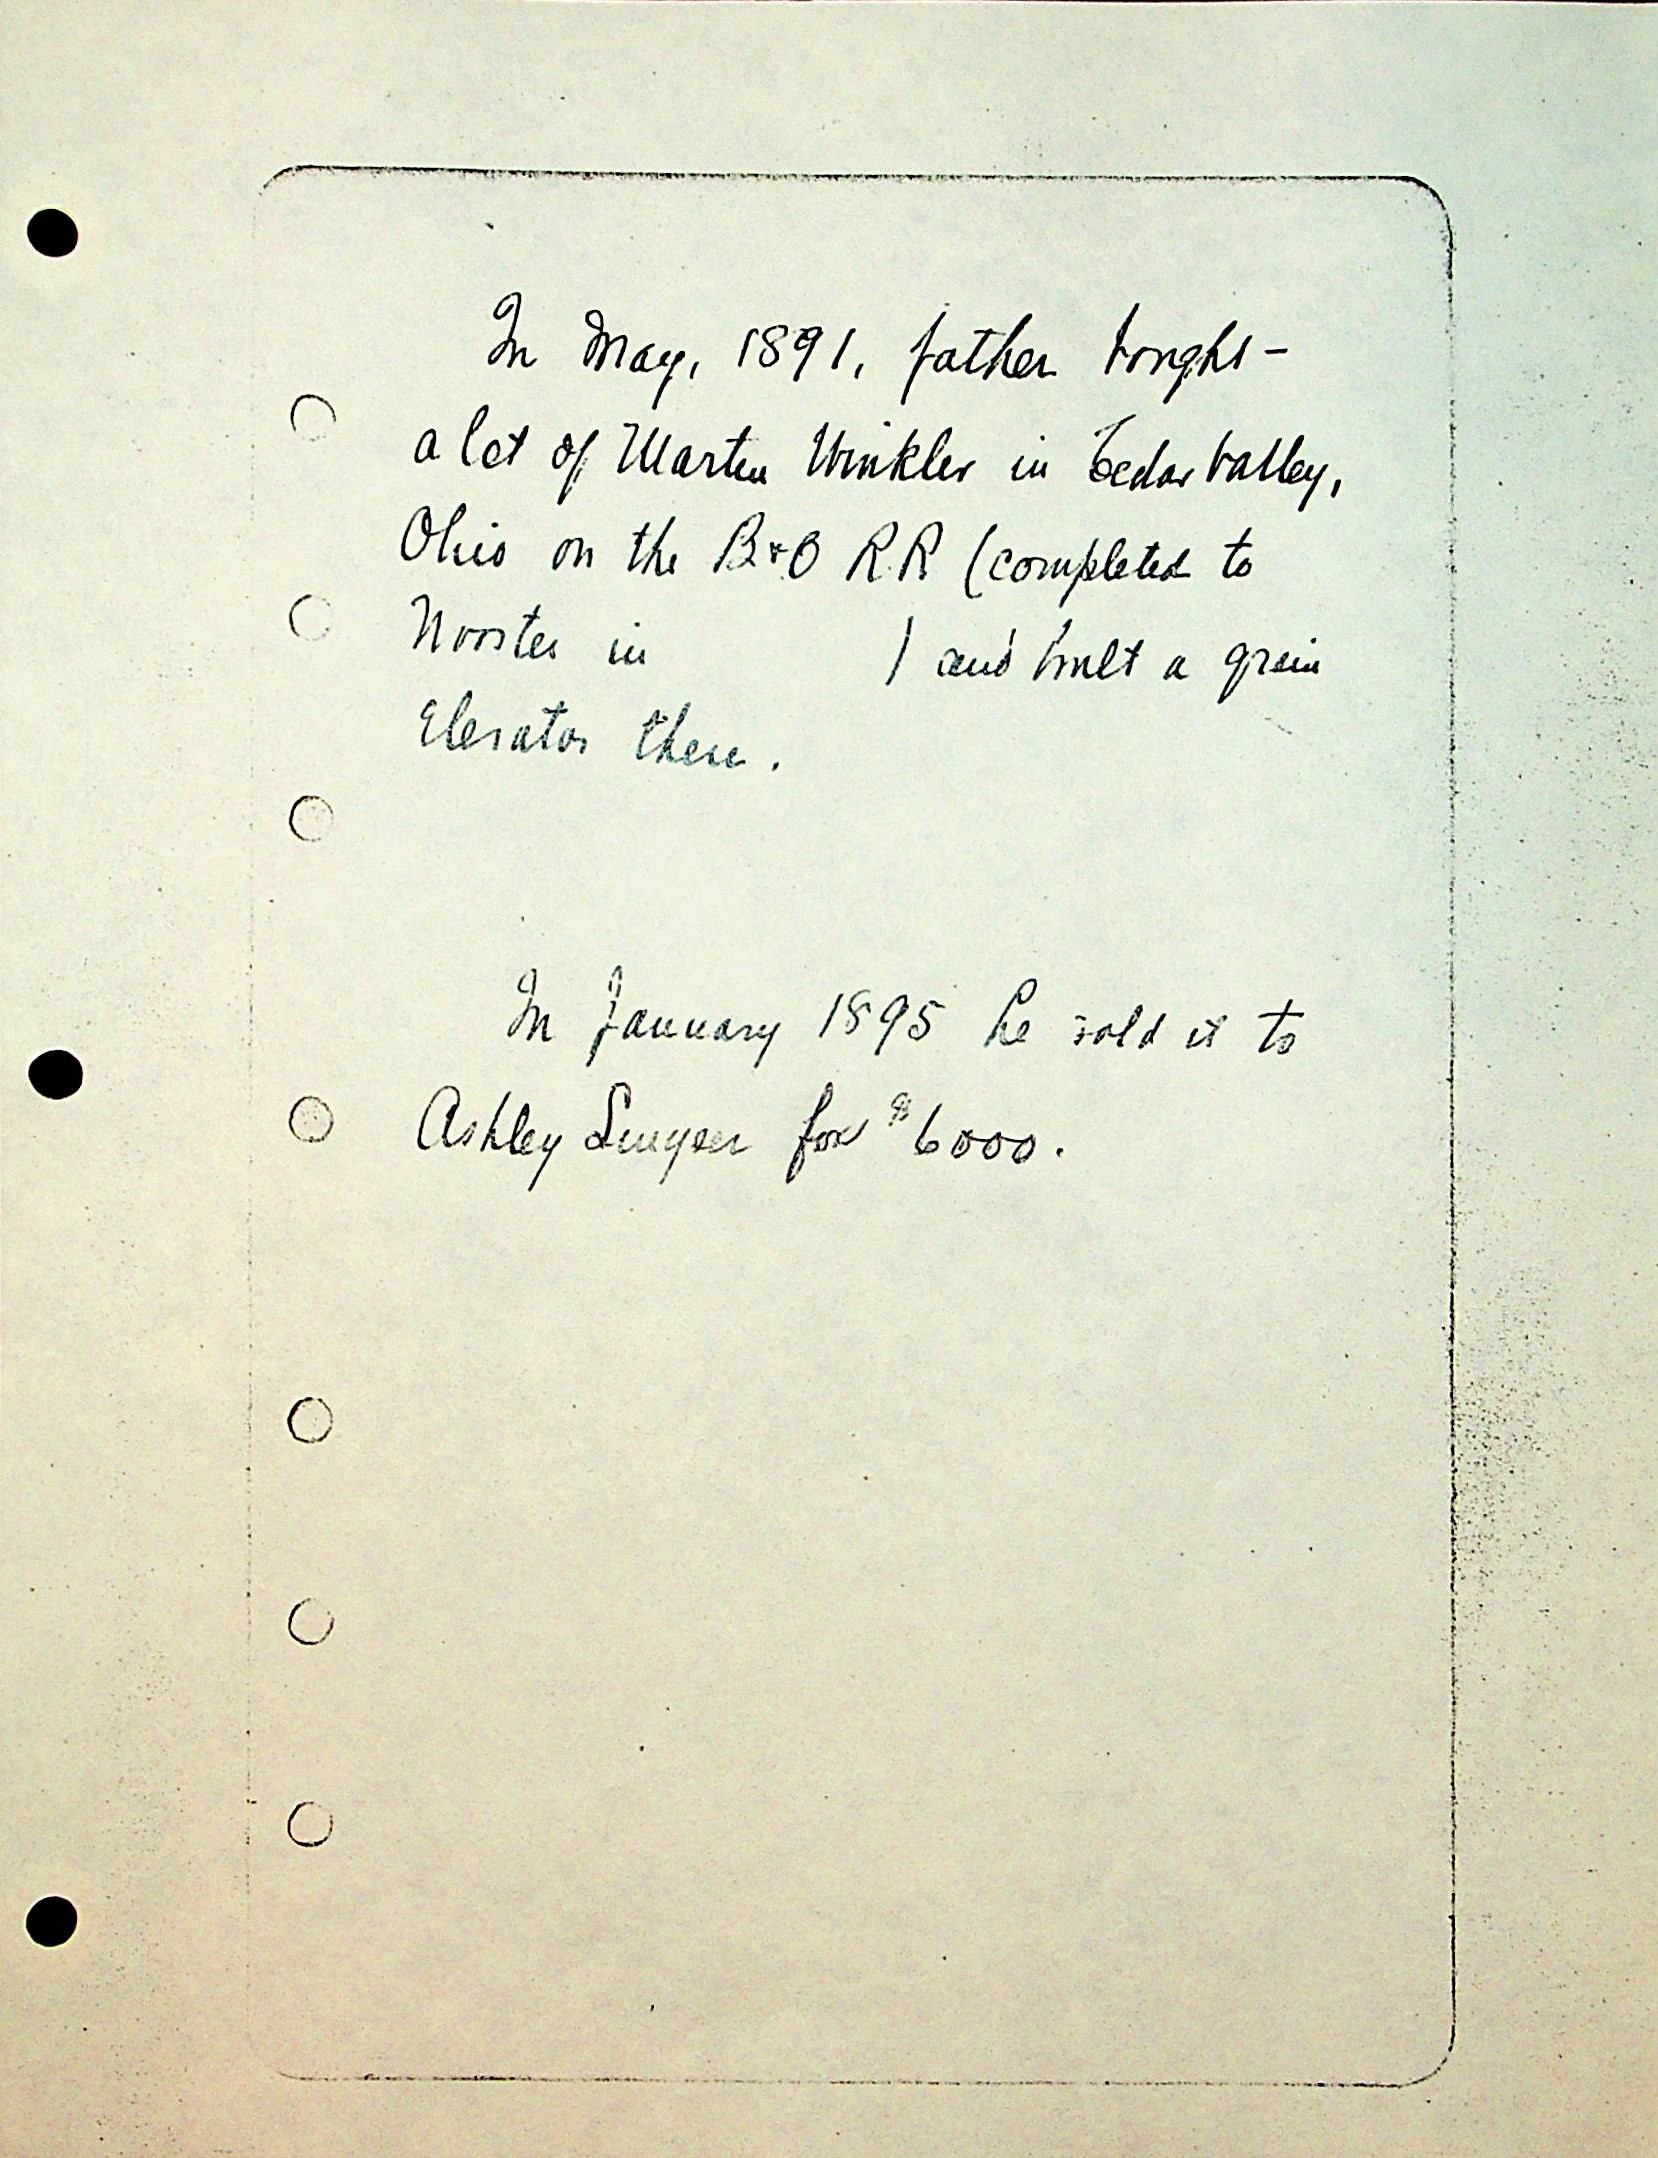 In May, 1891, father bought
a lot of Martin Winkler in Cedar Valley,
Ohio on the B+O RR (completed to
Wooster in ) and built a grain
Elevator there.
In January 1895 he sold it to
Ashley for $6000.